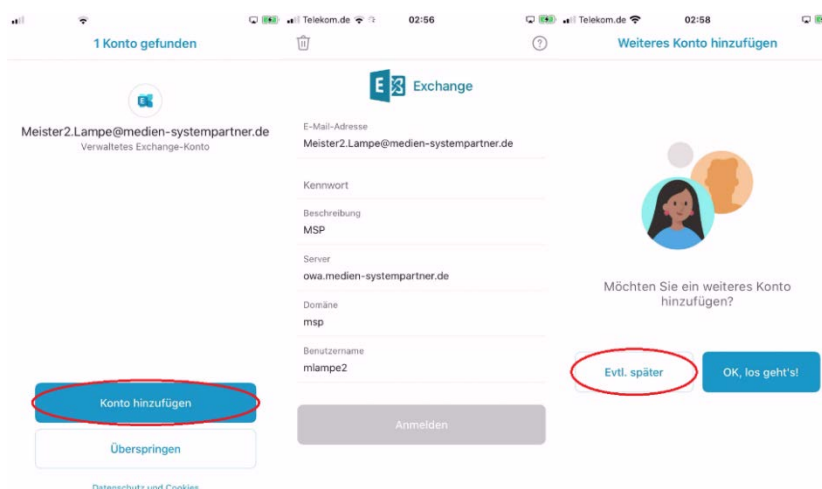 1 Konto gefunden
Meister2.Lampe@medien-systempartner.de
Verwaltetes Exchange-Konto
Konto hinzufügen
Überspringen
Datenschutz und Cookies
Telekom.de 02:56
E Exchange
E-Mail-Adresse
Meister2.Lampe@medien-systempartner.de
Kennwort
Beschreibung
MSP
Server
owa.medien-systempartner.de
Domäne
msp
Benutzername
mlampe2
Anmelden
Telekom.de 02:58
Weiteres Konto hinzufügen
Möchten Sie ein weiteres Konto
hinzufügen?
Evtl. später
OK, los geht's!